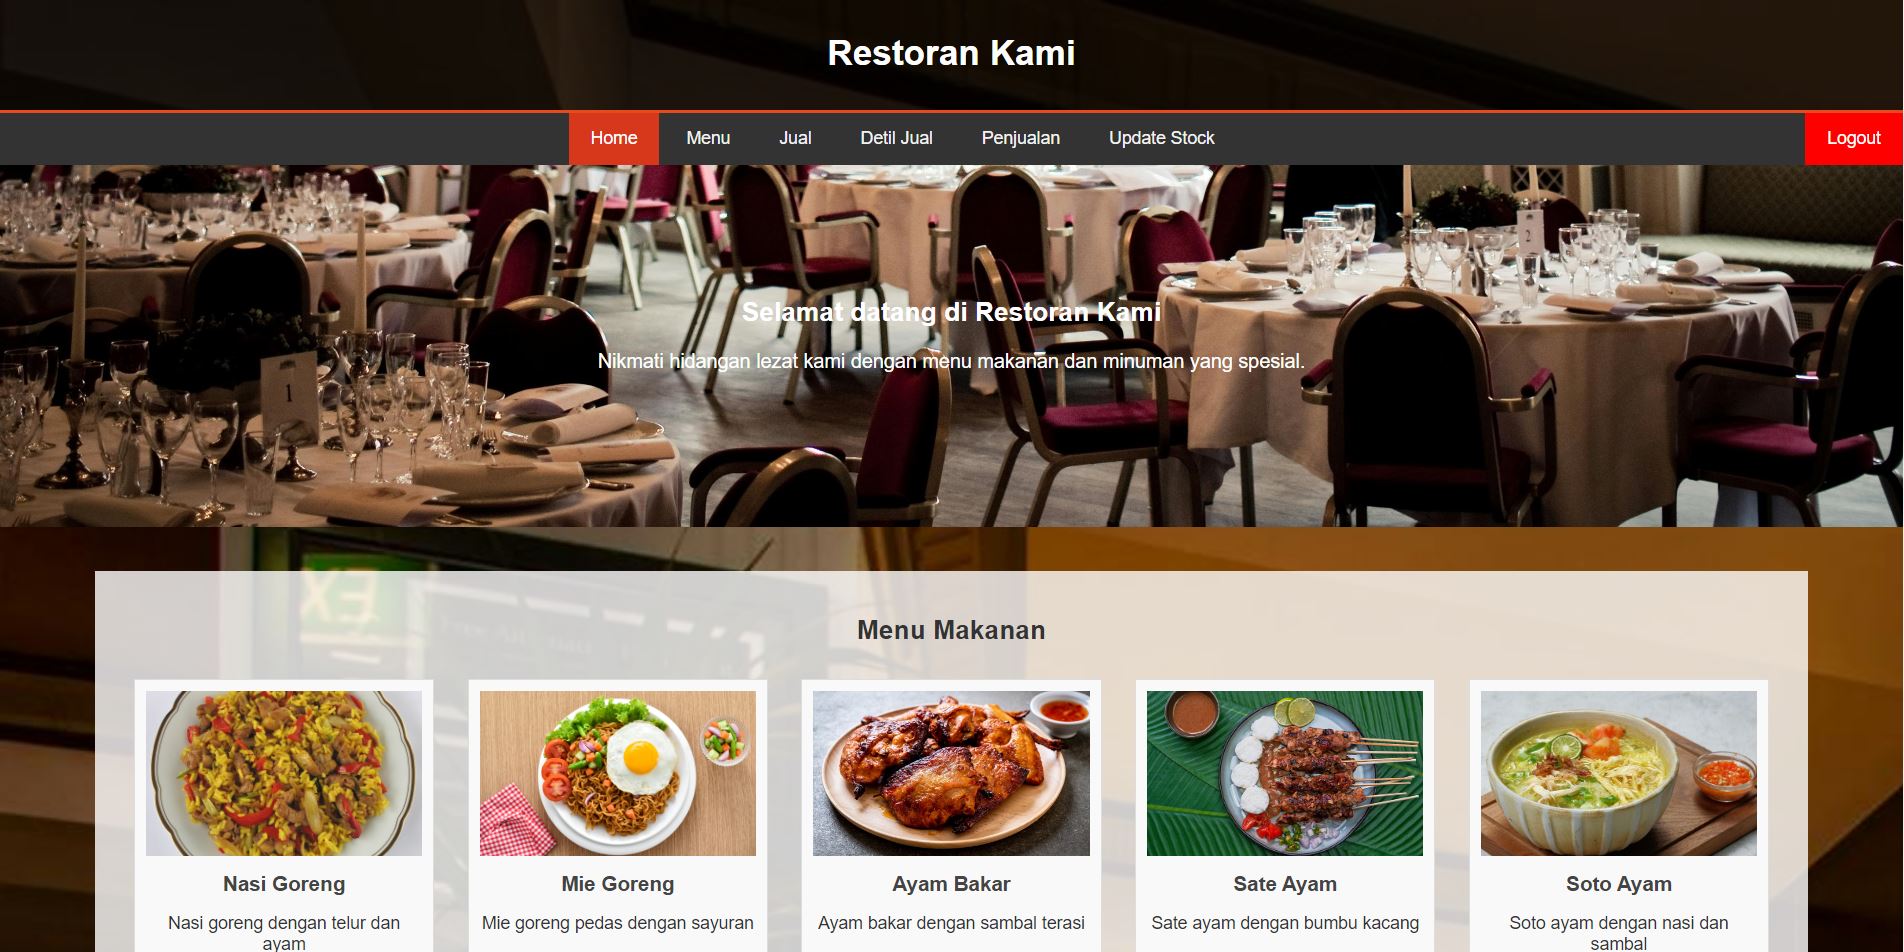 Restoran Kami
Home Menu Jual Detil Jual Penjualan Update Stock Logout
2
Selamat datang di Restoran Kami
Nikmati hidangan lezat kami dengan menu makanan dan minuman yang spesial.
1
EX
Menu Makanan
Nasi Goreng
Nasi goreng dengan telur dan
ayam
Mie Goreng
Mie goreng pedas dengan sayuran
Ayam Bakar
Ayam bakar dengan sambal terasi
Sate Ayam
Sate ayam dengan bumbu kacang
Soto Ayam
Soto ayam dengan nasi dan
sambal